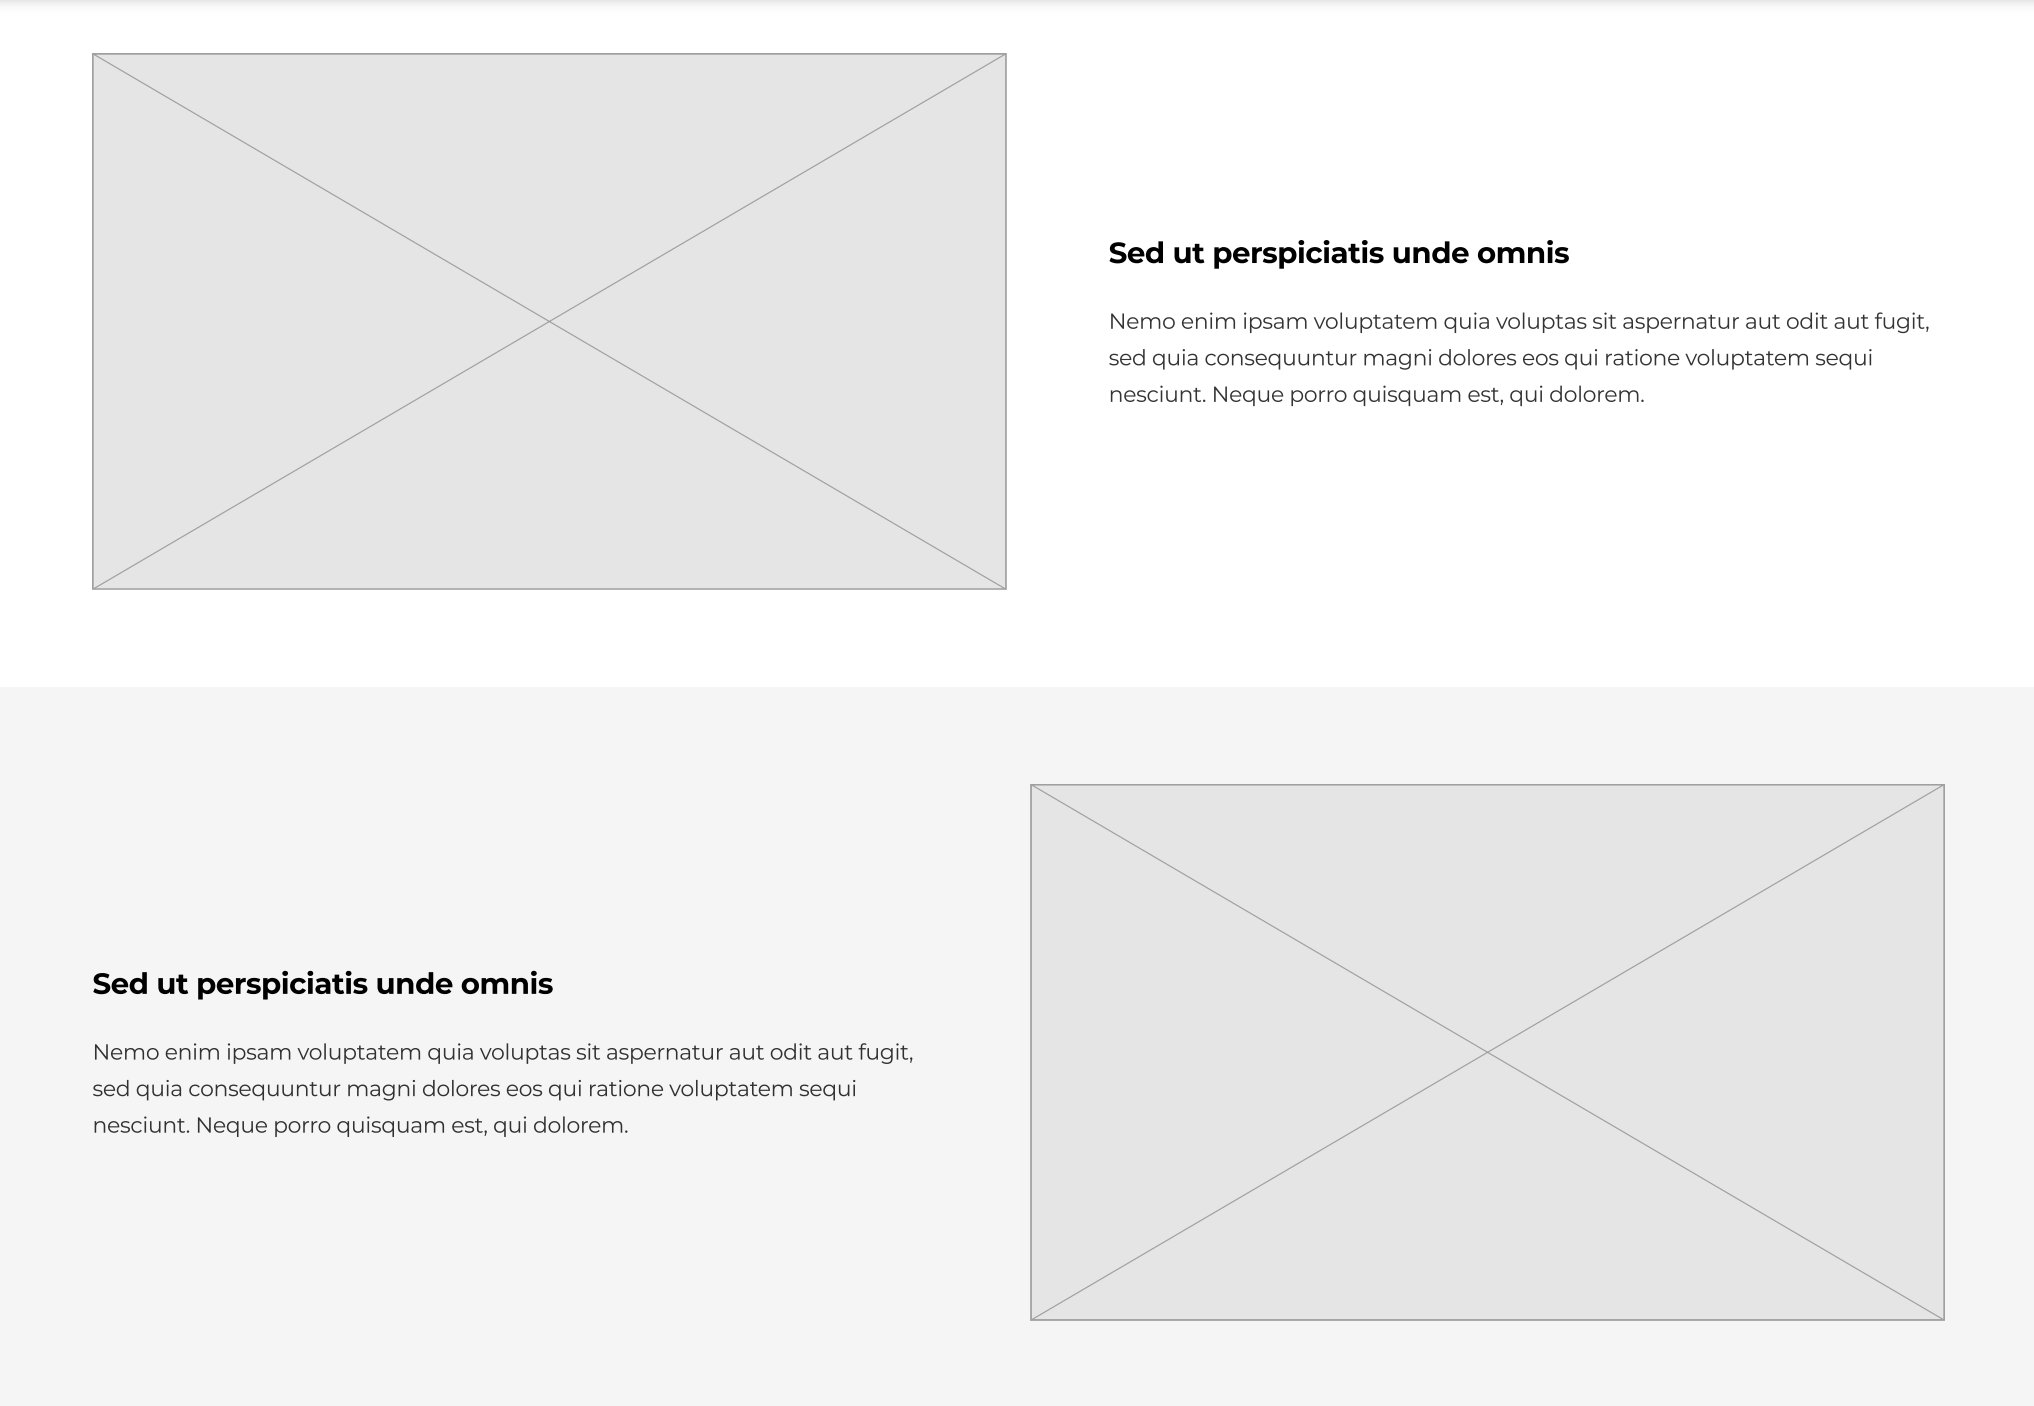 Sed ut perspiciatis unde omnis
Nemo enim ipsam voluptatem quia voluptas sit aspernatur aut odit aut fugit,
sed quia consequuntur magni dolores eos qui ratione voluptatem sequi
nesciunt. Neque porro quisquam est, qui dolorem.
Sed ut perspiciatis unde omnis
Nemo enim ipsam voluptatem quia voluptas sit aspernatur aut odit aut fugit,
sed quia consequuntur magni dolores eos qui ratione voluptatem sequi
nesciunt. Neque porro quisquam est, qui dolorem.